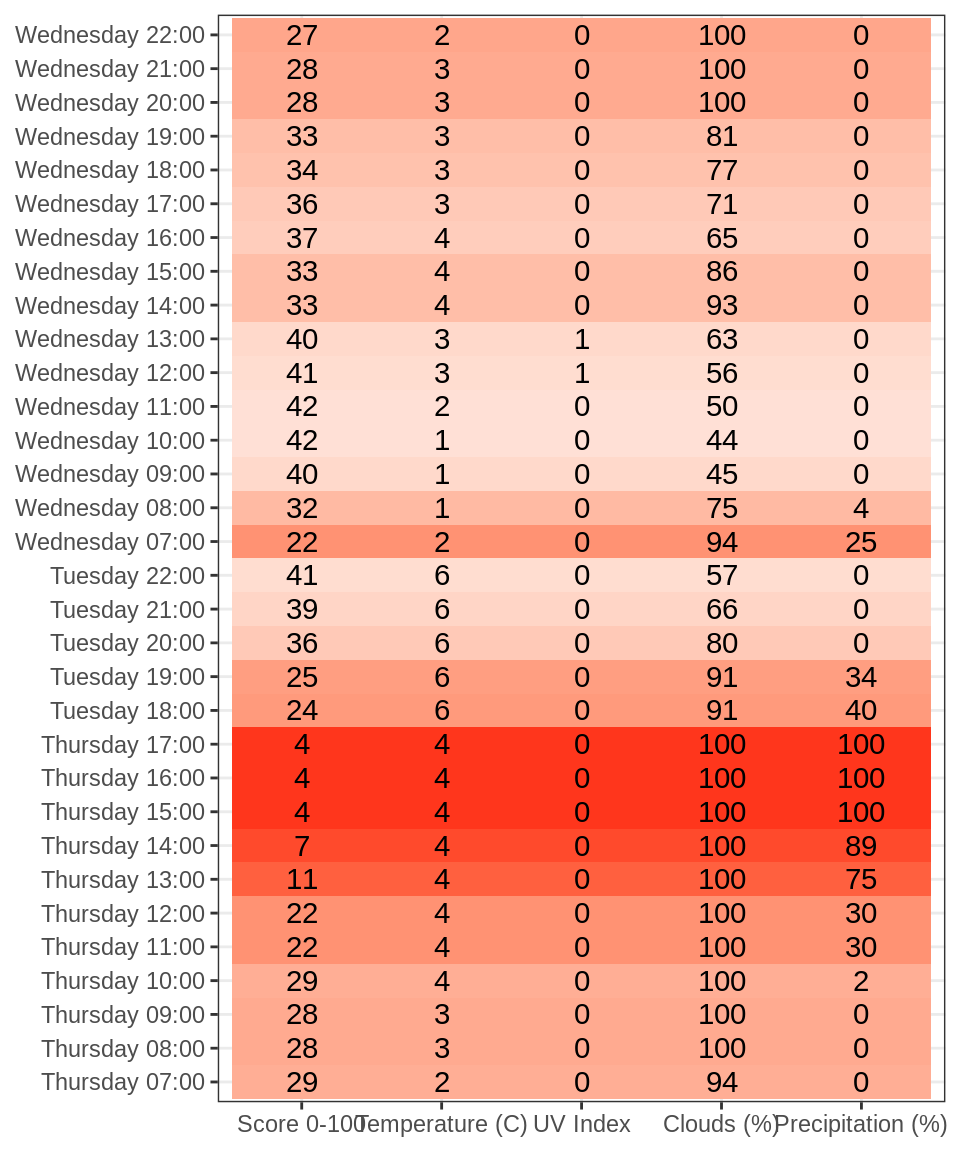 Wednesday 22:00 27 2 0 100 0
Wednesday 21:00 28 3 0 100 0
Wednesday 20:00 28 3 0 100 0
Wednesday 19:00 33 3 0 81 0
Wednesday 18:00 34 3 0 77 0
Wednesday 17:00 36 3 0 71 0
Wednesday 16:00 37 4 0 65 0
Wednesday 15:00 33 4 0 86 0
Wednesday 14:00 33 4 0 93 0
Wednesday 13:00 40 3 1 63 0
Wednesday 12:00 41 3 1 56 0
Wednesday 11:00 42 2 0 50 0
Wednesday 10:00 42 1 0 44 0
Wednesday 09:00 40 1 0 45 0
Wednesday 08:00 32 1 0 75 4
Wednesday 07:00 22 2 0 94 25
Tuesday 22:00 41 6 0 57 0
Tuesday 21:00 39 6 0 66 0
Tuesday 20:00 36 6 0 80 0
Tuesday 19:00 25 6 0 91 34
Tuesday 18:00 24 6 0 91 40
Thursday 17:00 4 4 0 100 100
Thursday 16:00 4 4 0 100 100
Thursday 15:00 4 4 0 100 100
Thursday 14:00 7 4 0 100 89
Thursday 13:00 11 4 0 100 75
Thursday 12:00 22 4 0 100 30
Thursday 11:00 22 4 0 100 30
Thursday 10:00 29 4 0 100 2
Thursday 09:00 28 3 0 100 0
Thursday 08:00 28 3 0 100 0
Thursday 07:00 29 2 0 94 0
Score 0-100 Temperature (C) UV Index Clouds (%) Precipitation (%)